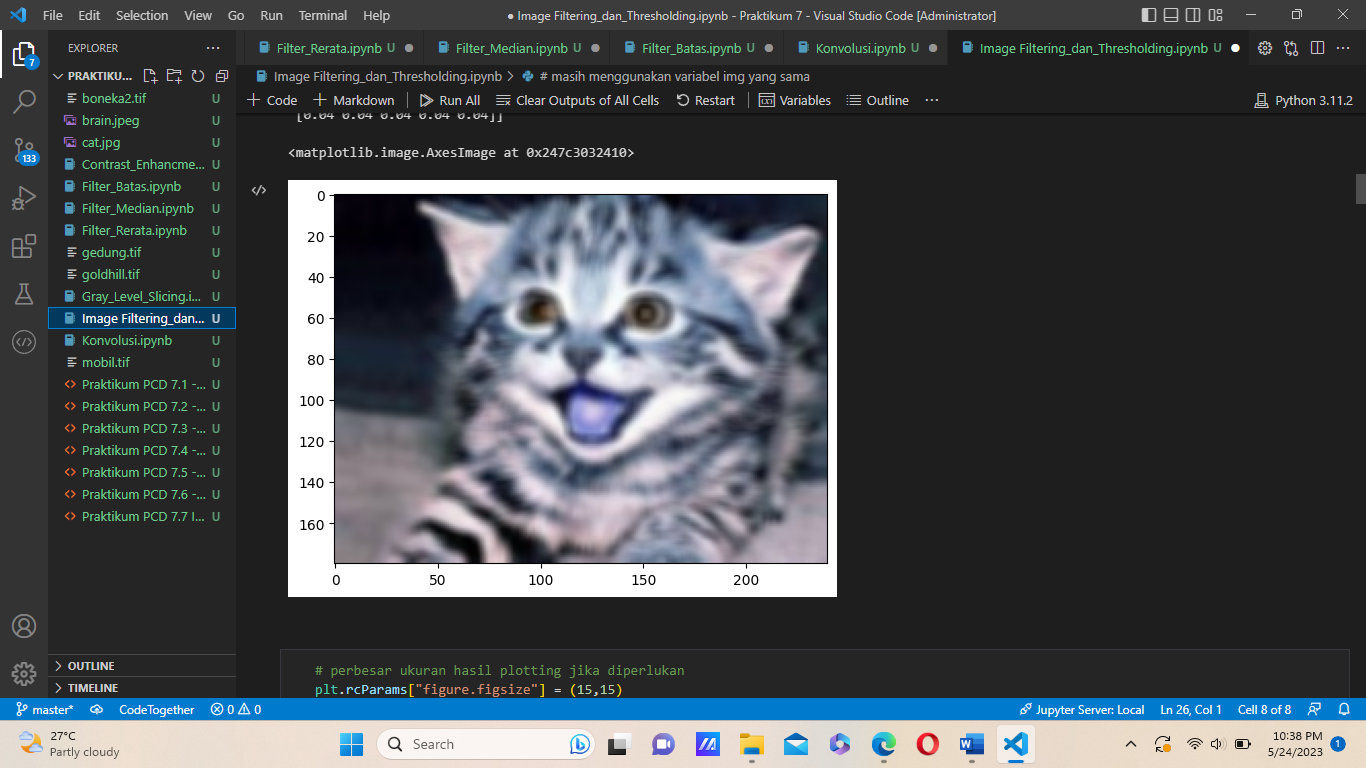 File Edit Selection View Go Run Terminal Help
● Image Filtering_dan_Thresholding.ipynb - Praktikum 7 - Visual Studio Code [Administrator]
EXPLORER
Filter_Rerata.ipynb U
Filter_Median.ipynb U
Filter_Batas.ipynb U
Konvolusi.ipynb U
Image Filtering_dan_Thresholding.ipynb U
PRAKTIKU...
Image Filtering_dan_Thresholding.ipynb > # masih menggunakan variabel img yang sama
Code Markdown Run All Clear Outputs of All Cells Restart Variables Outline ...
Python 3.11.2
7
133
boneka2.tif U
brain.jpeg U
cat.jpg U
Contrast_Enhancme... U
Filter_Batas.ipynb U
Filter_Median.ipynb U
Filter_Rerata.ipynb U
gedung.tif U
goldhill.tif U
Gray_Level_Slicing.i... U
Image Filtering_dan... U
Konvolusi.ipynb U
mobil.tif U
Praktikum PCD 7.1 -... U
Praktikum PCD 7.2 -... U
Praktikum PCD 7.3 -... U
Praktikum PCD 7.4 -... U
Praktikum PCD 7.5 -... U
Praktikum PCD 7.6 -... U
Praktikum PCD 7.7 I... U
OUTLINE
TIMELINE
[0.04 0.04 0.04 0.04 0.04]]
<matplotlib.image.AxesImage at 0x247c3032410>
0
20
40
60
80
100
120
140
160
0 50 100 150 200
# perbesar ukuran hasil plotting jika diperlukan
plt.rcParams["figure.figsize"] = (15,15)
master* CodeTogether 0 0
Jupyter Server: Local Ln 26, Col 1 Cell 8 of 8
27°C
Partly cloudy
Search
10:38 PM
5/24/2023
1